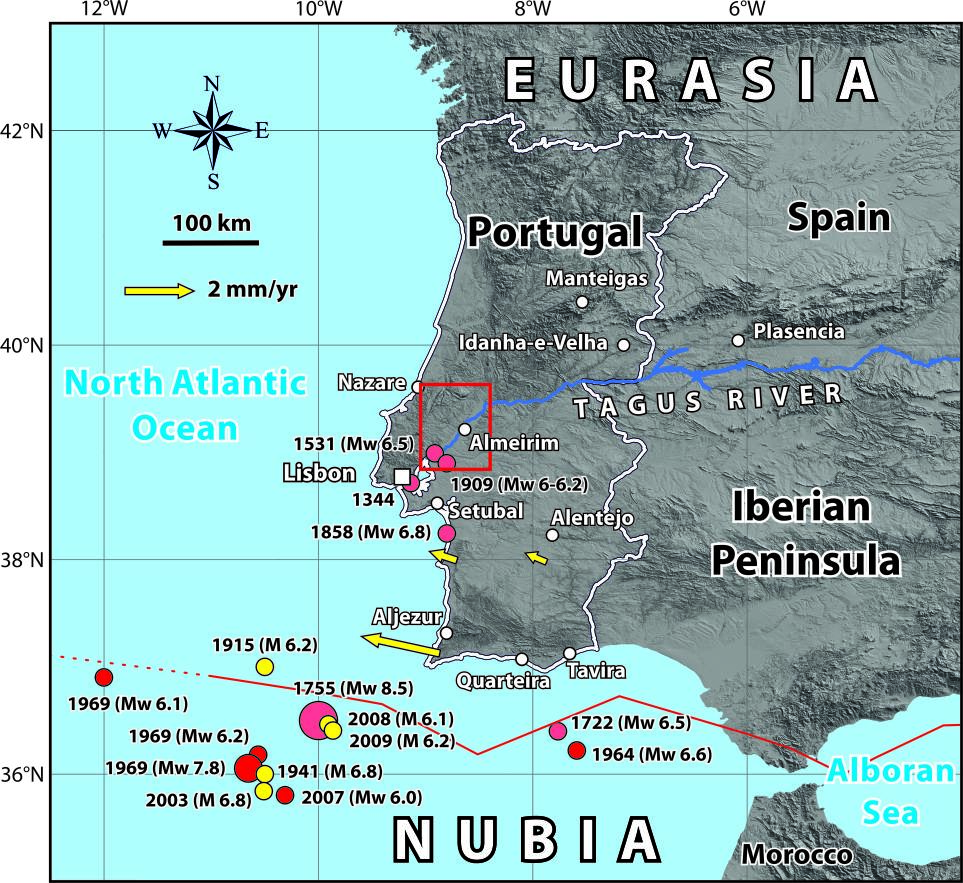 12°W 10°W 8°W 6°W
EURASIA
N
W E
S
42°N
100 km
2 mm/yr
Portugal
Spain
Manteigas
Idanha-e-Velha
Plasencia
40°N
North Atlantic
Ocean
Nazare
TAGUS RIVER
1531 (Mw 6.5)
Almeirim
Lisbon
1909 (Mw 6-6.2)
1344
Setubal
Alentejo
Iberian
Peninsula
1858 (Mw 6.8)
38°N
Aljezur
1915 (M 6.2)
Quarteira
Tavira
1969 (Mw 6.1)
1755 (Mw 8.5)
2008 (M 6.1)
2009 (M 6.2)
1722 (Mw 6.5)
1969 (Mw 6.2)
1964 (Mw 6.6)
1969 (Mw 7.8)
36°N
1941 (M 6.8)
2003 (M 6.8)
2007 (Mw 6.0)
Alboran
Sea
NUBIA
Morocco